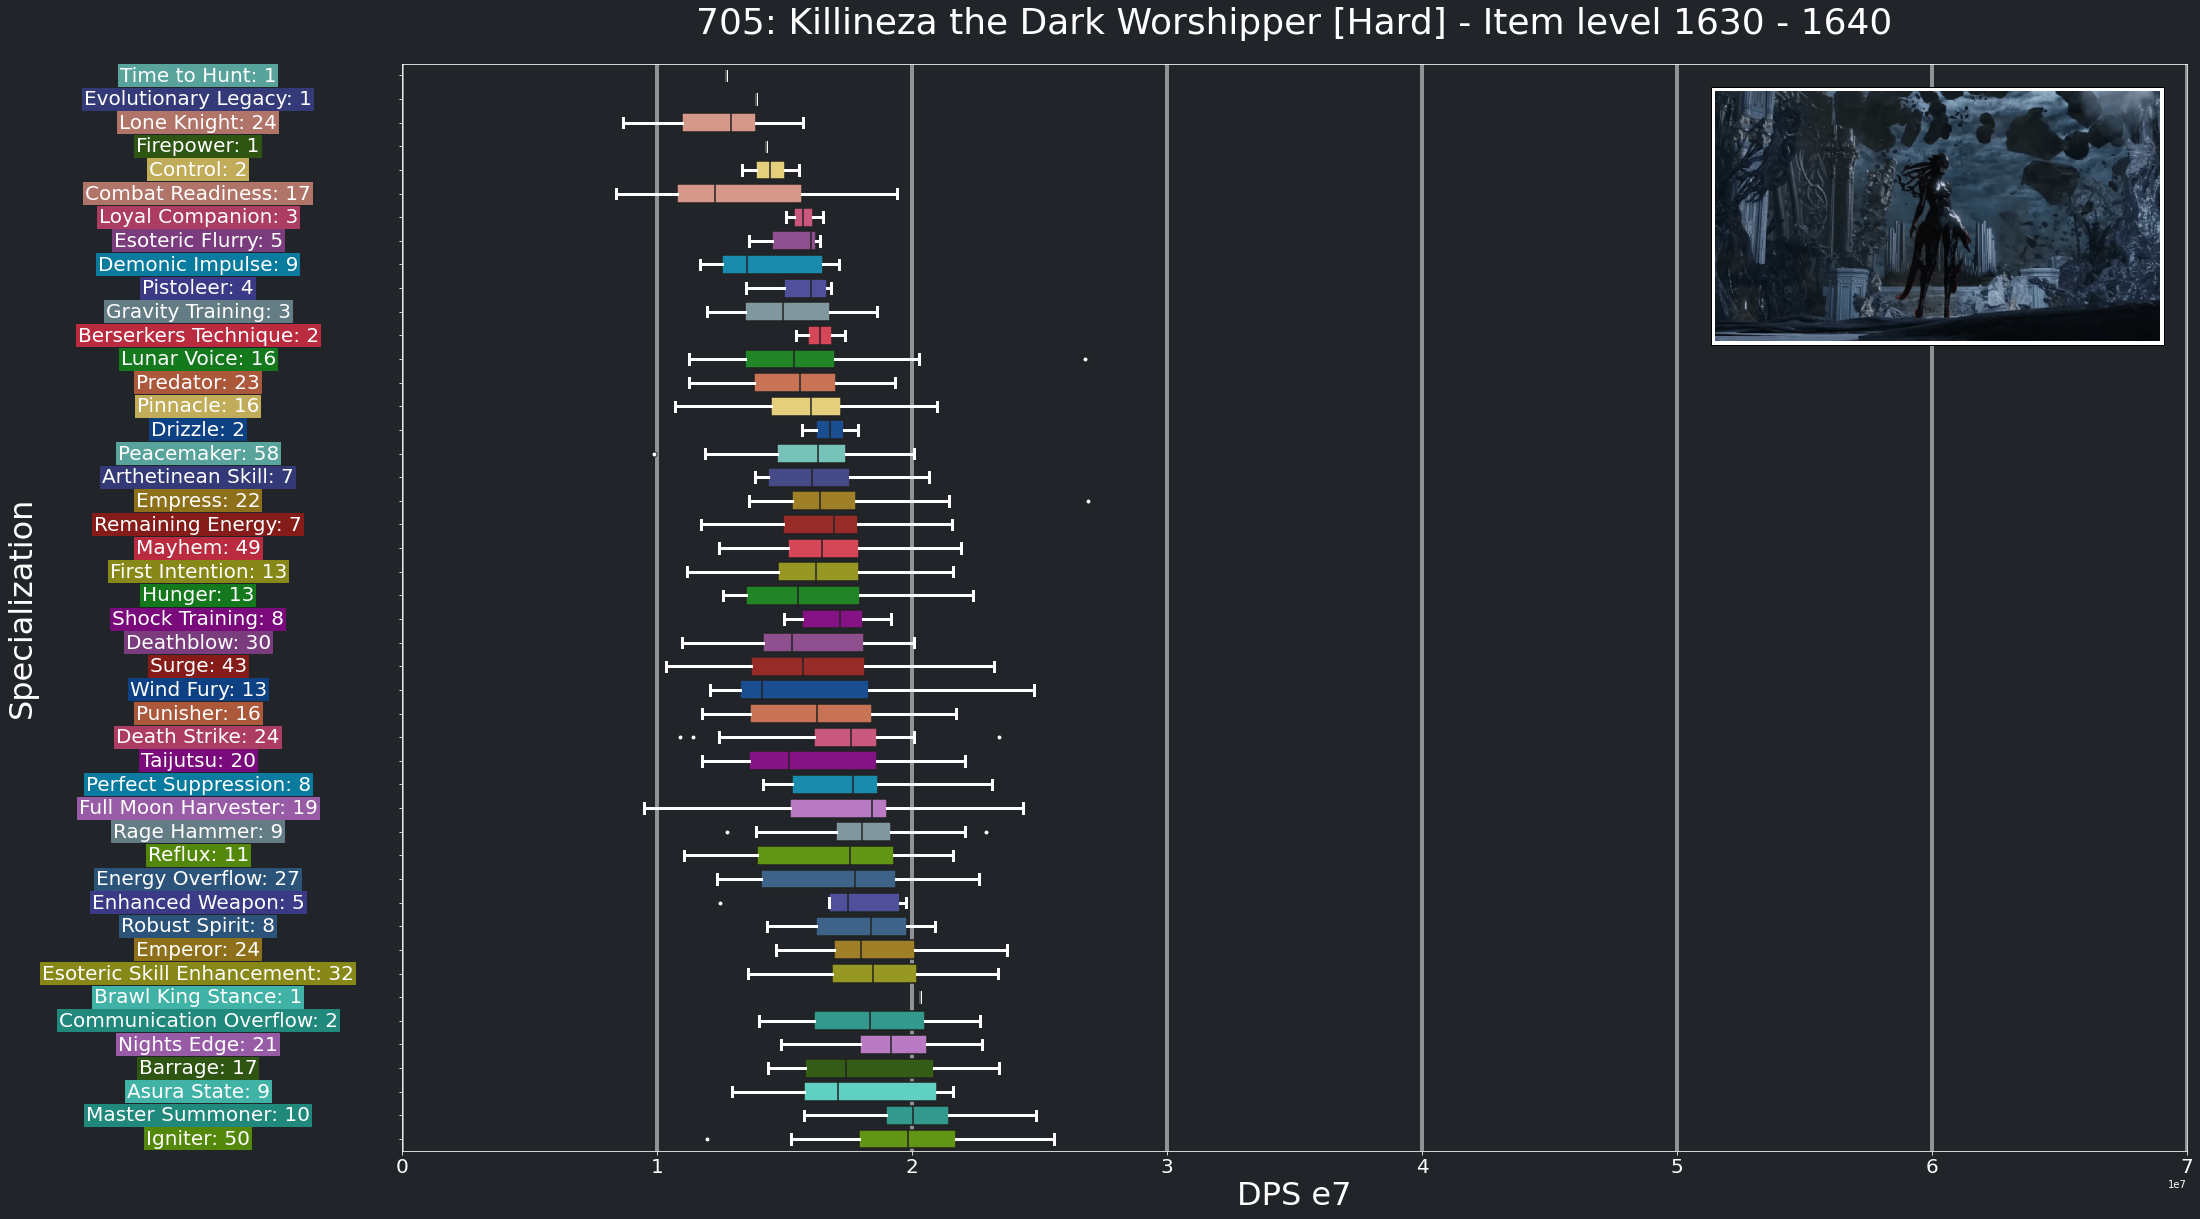 705: Killineza the Dark Worshipper [Hard] - Item level 1630 - 1640
Specialization
Time to Hunt: 1
Evolutionary Legacy: 1
Lone Knight: 24
Firepower: 1
Control: 2
Combat Readiness: 17
Loyal Companion: 3
Esoteric Flurry: 5
Demonic Impulse: 9
Pistoleer: 4
Gravity Training: 3
Berserkers Technique: 2
Lunar Voice: 16
Predator: 23
Pinnacle: 16
Drizzle: 2
Peacemaker: 58
Arthetinean Skill: 7
Empress: 22
Remaining Energy: 7
Mayhem: 49
First Intention: 13
Hunger: 13
Shock Training: 8
Deathblow: 30
Surge: 43
Wind Fury: 13
Punisher: 16
Death Strike: 24
Taijutsu: 20
Perfect Suppression: 8
Full Moon Harvester: 19
Rage Hammer: 9
Reflux: 11
Energy Overflow: 27
Enhanced Weapon: 5
Robust Spirit: 8
Emperor: 24
Esoteric Skill Enhancement: 32
Brawl King Stance: 1
Communication Overflow: 2
Nights Edge: 21
Barrage: 17
Asura State: 9
Master Summoner: 10
Igniter: 50
0 1 2 3 4 5 6 7
1e7
DPS e7